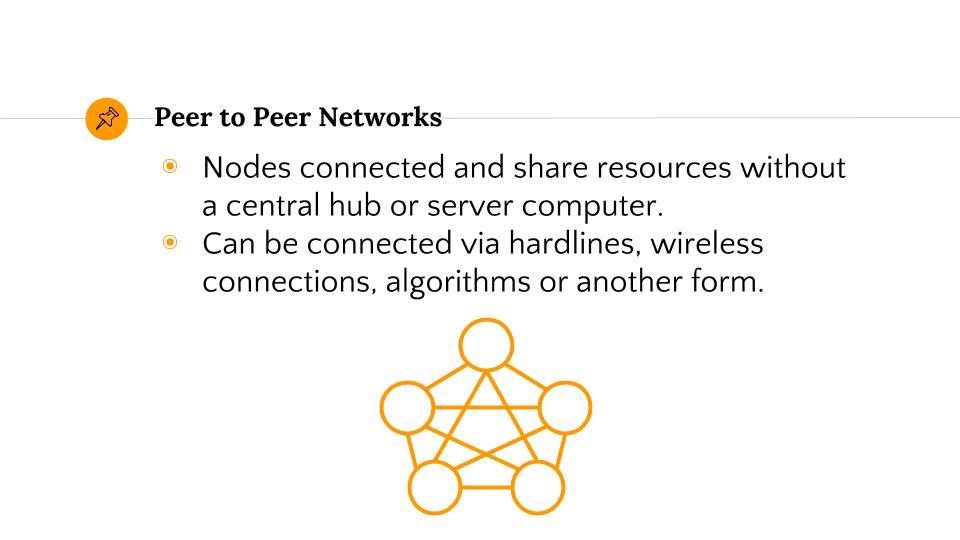 Peer to Peer Networks
Nodes connected and share resources without
a central hub or server computer.
Can be connected via hardlines, wireless
connections, algorithms or another form.